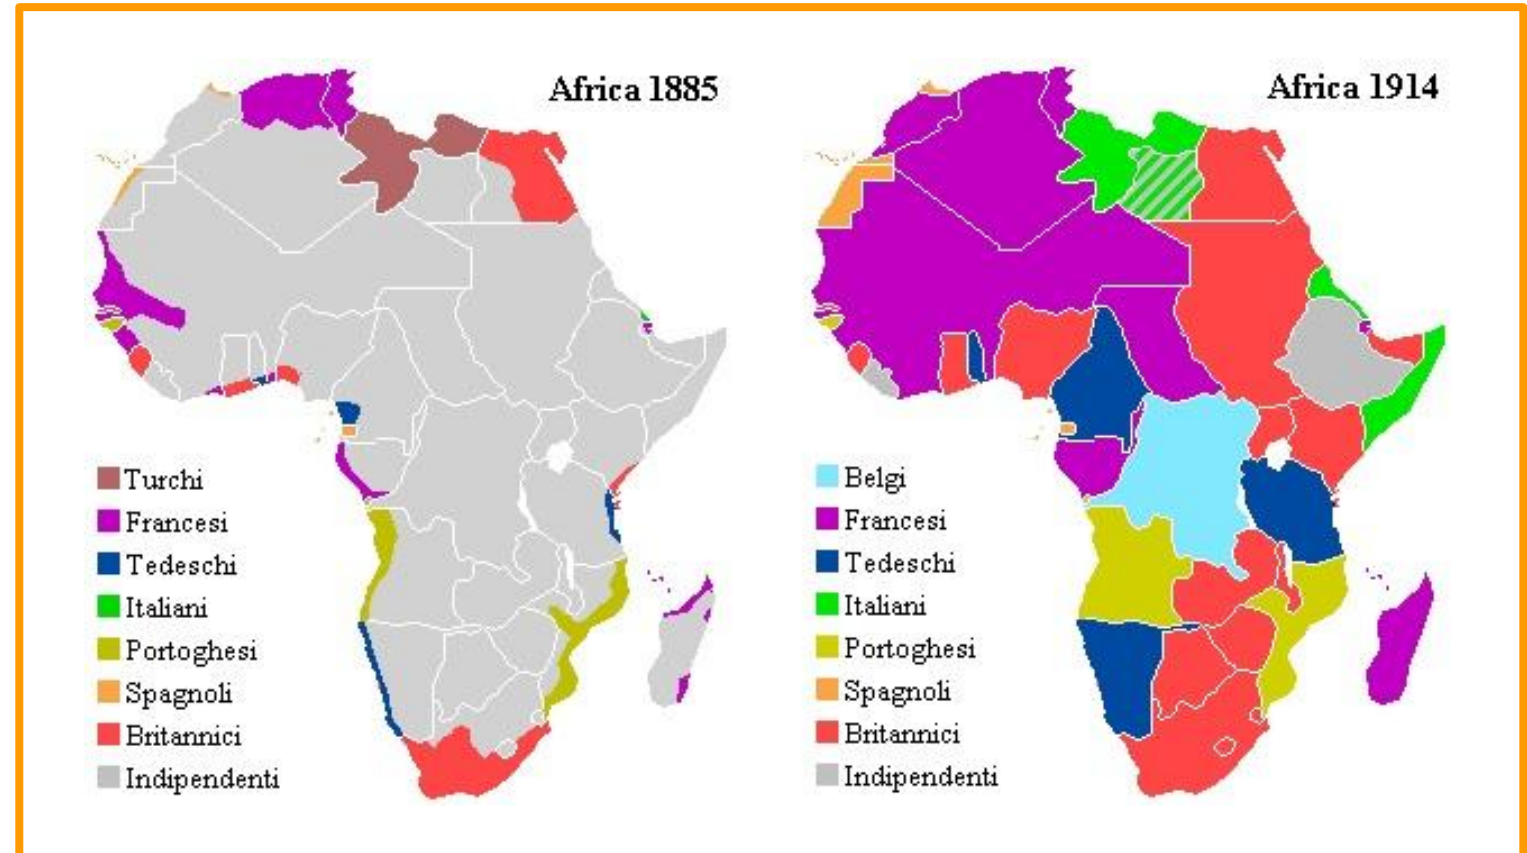 Africa 1885
Turchi
Francesi
Tedeschi
Italiani
Portoghesi
Spagnoli
Britannici
Indipendenti
Africa 1914
Belgi
Francesi
Tedeschi
Italiani
Portoghesi
Spagnoli
Britannici
Indipendenti